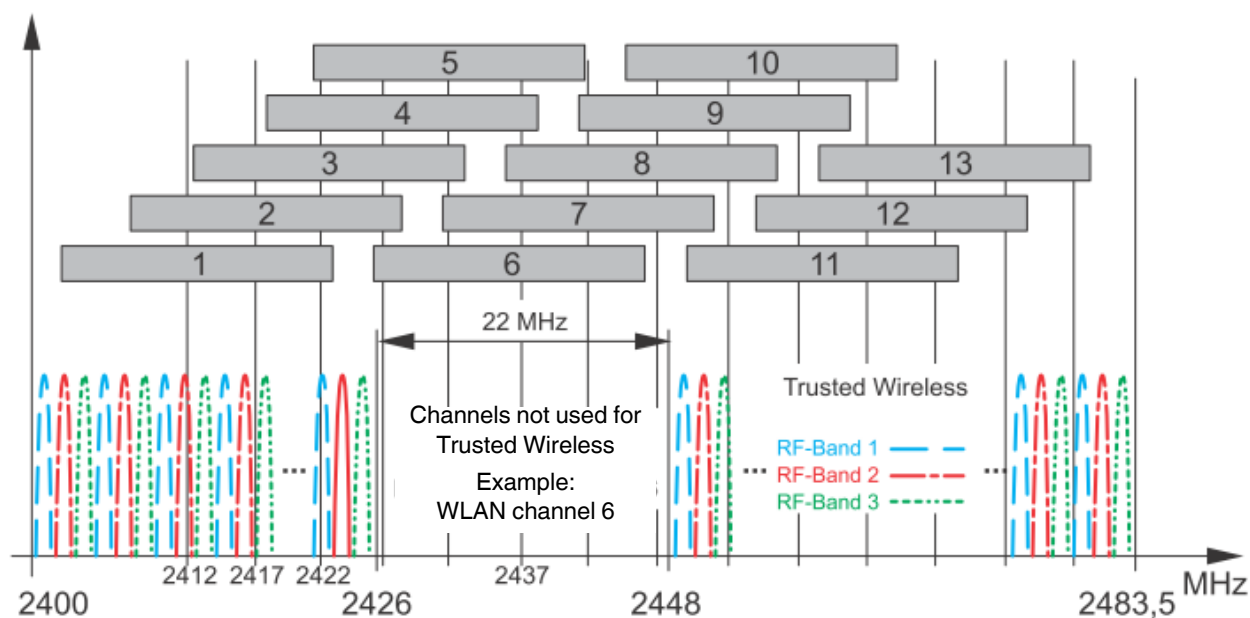 5 10
4 9
3 8 13
2 7 12
1 6 11
22 MHz
Channels not used for
Trusted Wireless
Example:
WLAN channel 6
Trusted Wireless
RF-Band 1
RF-Band 2
RF-Band 3
...
...
...
2412 2417 2422 2437
MHz
2400 2426 2448 2483,5